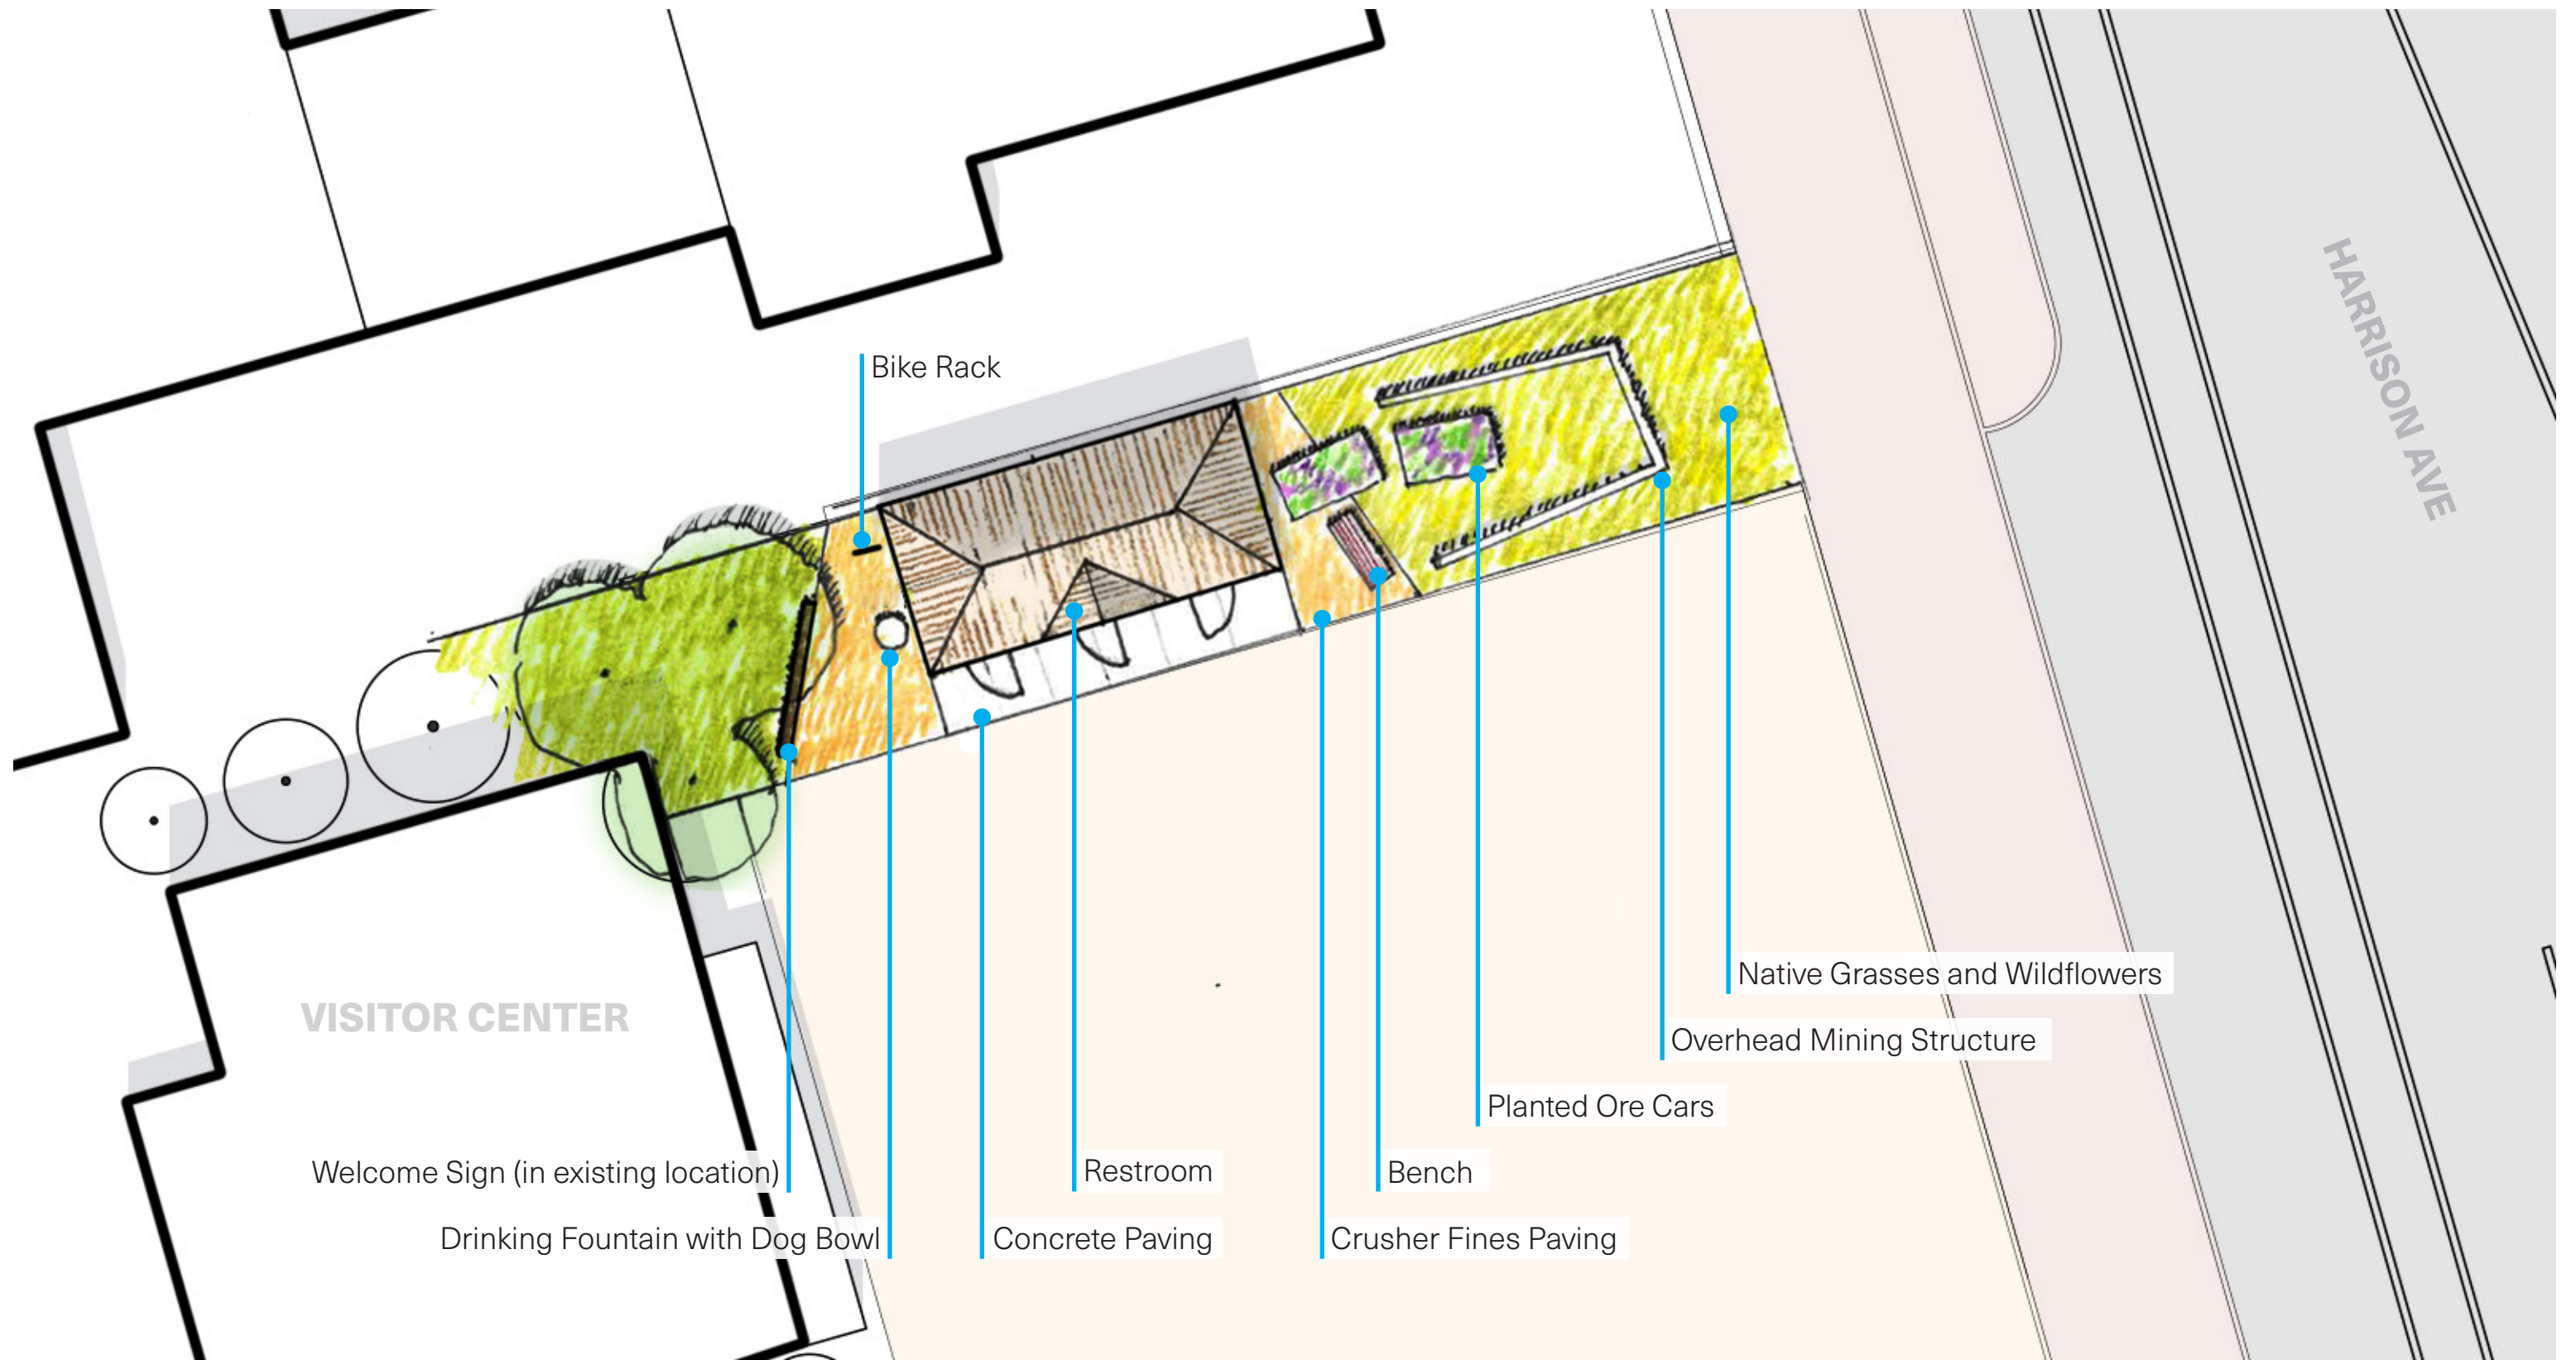 HARRISON AVE
Bike Rack
Native Grasses and Wildflowers
VISITOR CENTER
Overhead Mining Structure
Planted Ore Cars
Welcome Sign (in existing location)
Restroom
Bench
Drinking Fountain with Dog Bowl
Concrete Paving
Crusher Fines Paving